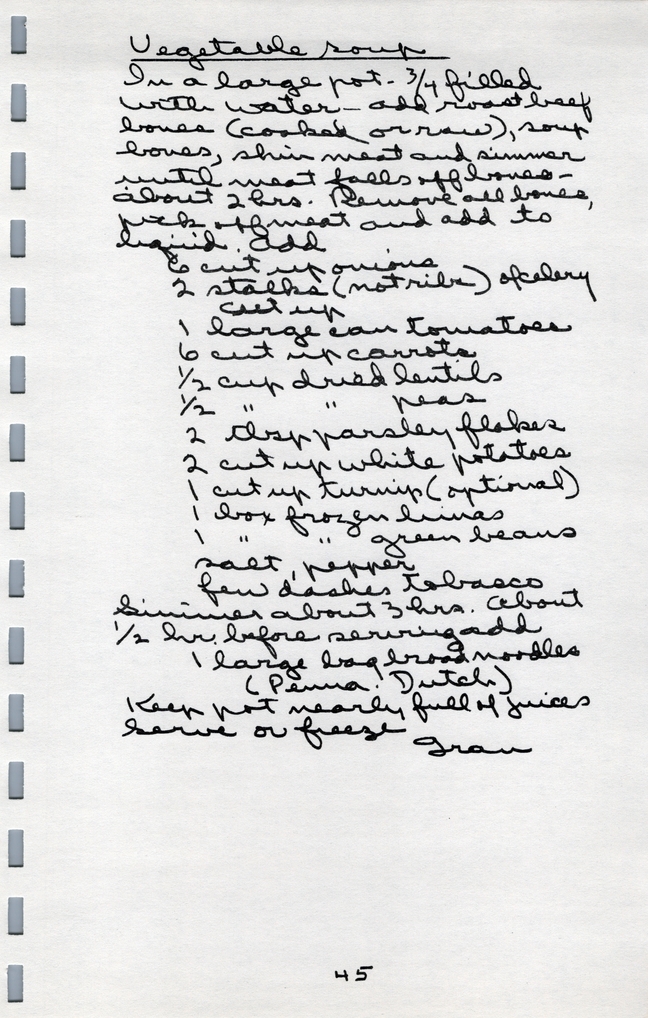 Vegetable soup
In a large pot - 3/4 filled
with water - add roast beef
bones (cooked or raw), soup
bones, shin meat and simmer
until meat falls off bones -
about 2 hrs. Remove all bones,
pick off meat and add to
liquid. Add
6 cut up onions
2 stalks (not ribs) of celery
cut up
1 large can tomatoes
6 cut up carrots
1/2 cup dried lentils
1/2 " " peas
2 tbsp parsley flakes
2 cut up white potatoes
1 cut up turnip (optional)
1 box frozen limas
1 " " green beans
salt, pepper
few dashes tobasco
Simmer about 3 hrs. About
1/2 hr. before serving add
1 large bag broad noodles
(Penna. Dutch)
Keep pot nearly full of juices
Serve or freeze
Gran
45